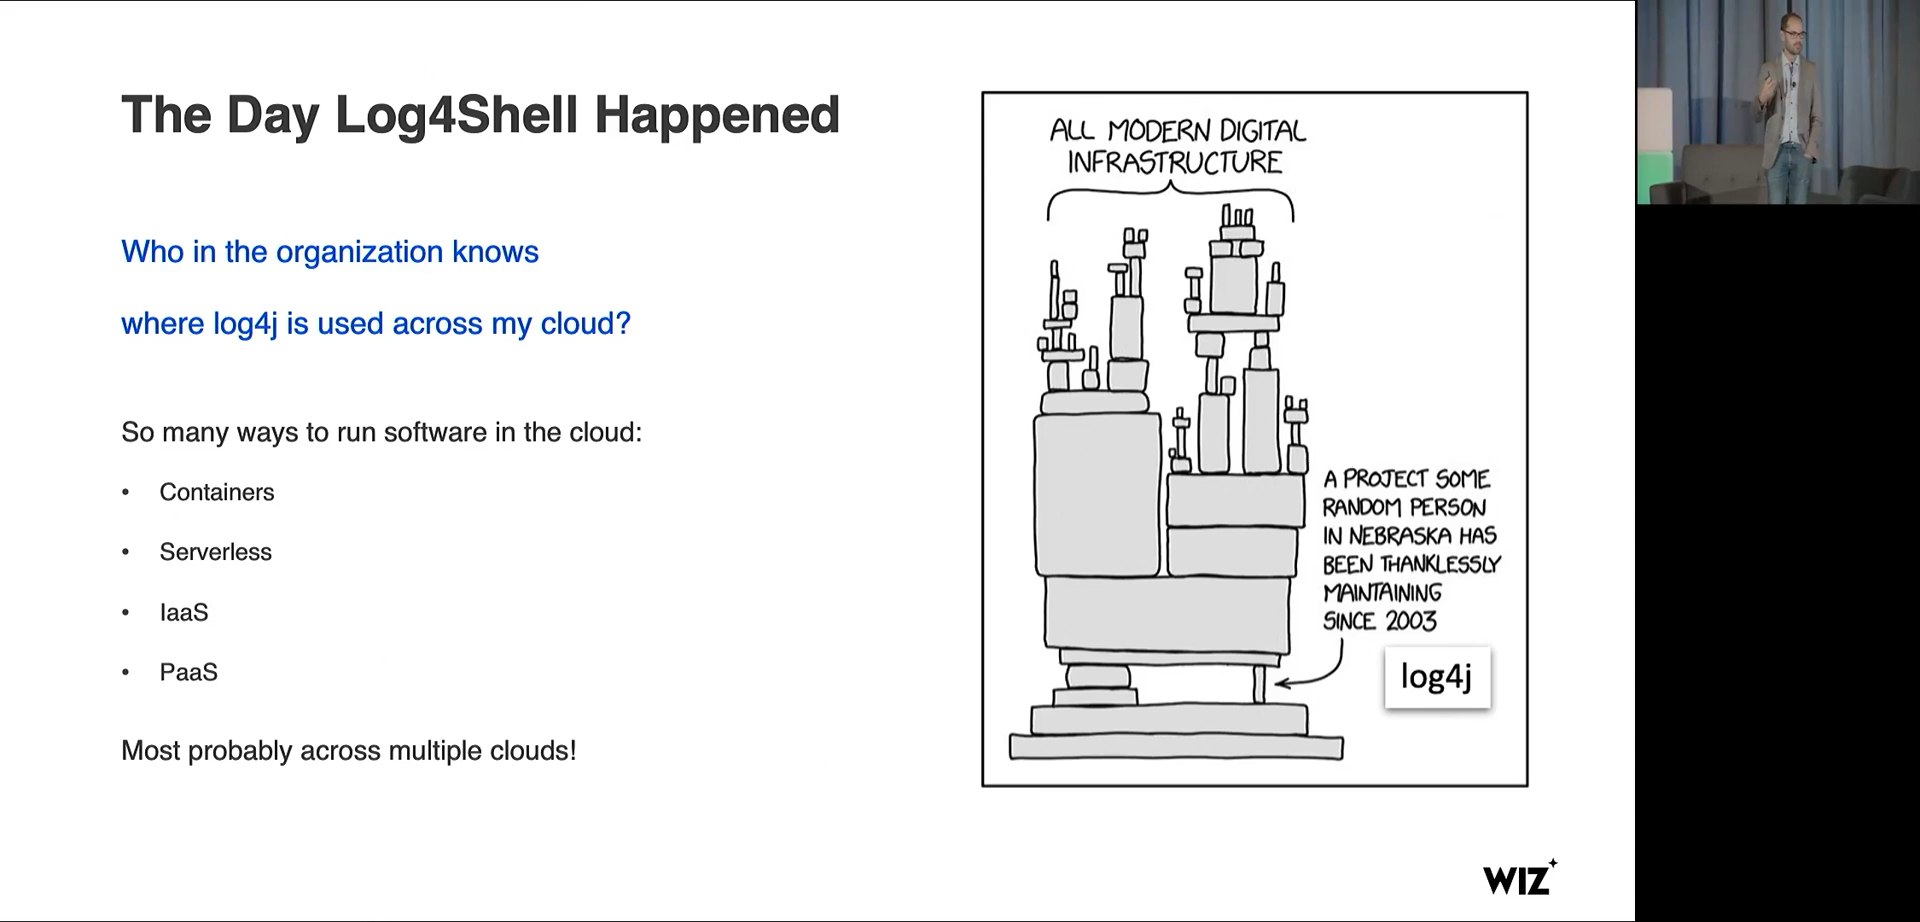 The Day Log4Shell Happened
Who in the organization knows
where log4j is used across my cloud?
So many ways to run software in the cloud:
• Containers
• Serverless
• IaaS
• PaaS
Most probably across multiple clouds!
ALL MODERN DIGITAL
INFRASTRUCTURE
A PROJECT SOME
RANDOM PERSON
IN NEBRASKA HAS
BEEN THANKLESSLY
MAINTAINING
SINCE 2003
log4j
WIZ